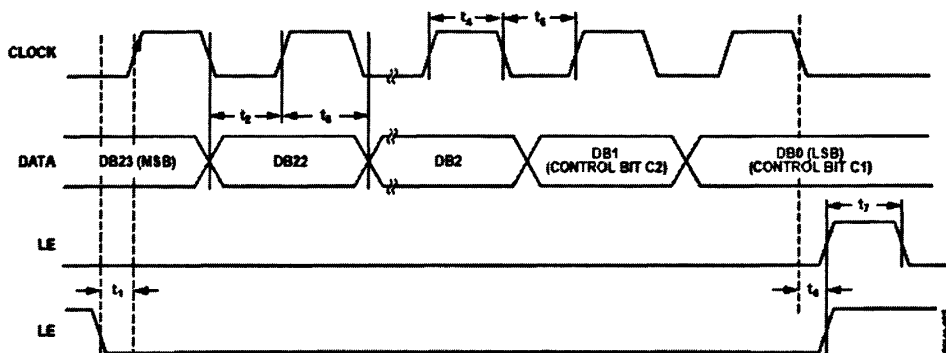 t4
t5
CLOCK
t2
t3
DATA
DB23 (MSB)
DB22
DB2
DB1
(CONTROL BIT C2)
DB0 (LSB)
(CONTROL BIT C1)
t7
LE
t1
t6
LE